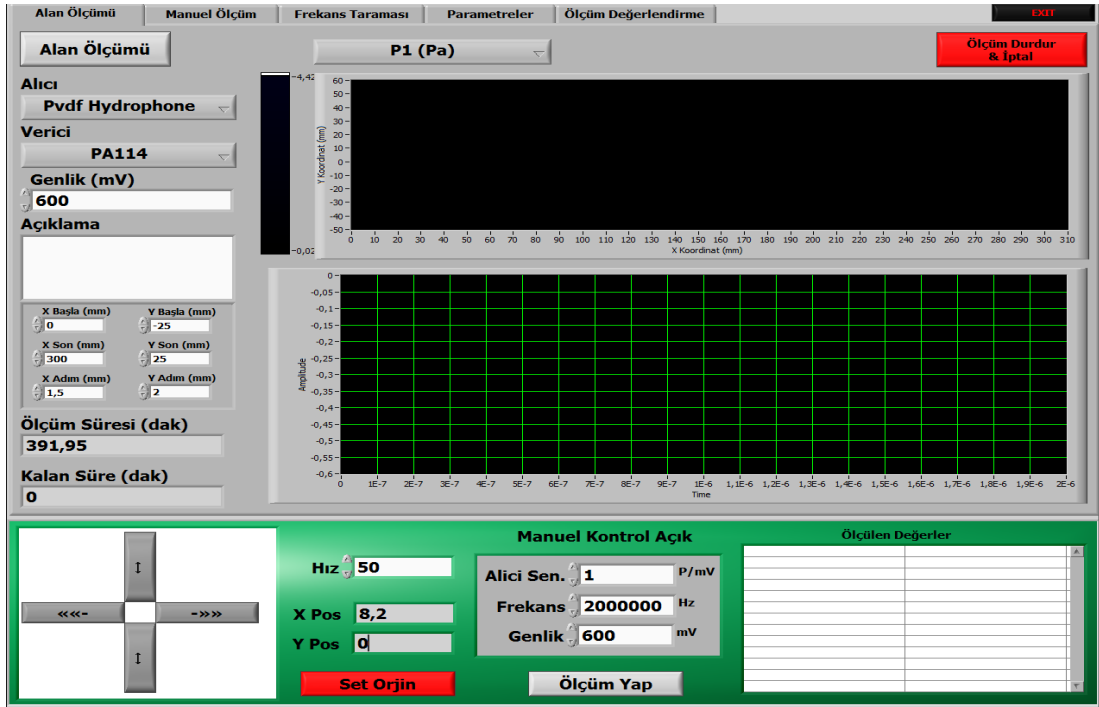 Alan Ölçümü
Manuel Ölçüm
Frekans Taraması
Parametreler
Ölçüm Değerlendirme
EXIT
Alan Ölçümü
P1 (Pa)
Ölçüm Durdur
& İptal
Alıcı
Pvdf Hydrophone
Verici
PA114
Genlik (mV)
600
Açıklama
X Başla (mm) Y Başla (mm)
0 -25
X Son (mm) Y Son (mm)
300 25
X Adım (mm) Y Adım (mm)
1,5 2
Ölçüm Süresi (dak)
391,95
Kalan Süre (dak)
0
-4,42
-0,02
Y Koordinat (mm)
60
50
40
30
20
10
0
-10
-20
-30
-40
-50
0 10 20 30 40 50 60 70 80 90 100 110 120 130 140 150 160 170 180 190 200 210 220 230 240 250 260 270 280 290 300 310
X Koordinat (mm)
Amplitude
0
-0,05
-0,1
-0,15
-0,2
-0,25
-0,3
-0,35
-0,4
-0,45
-0,5
-0,55
-0,6
0 1E-7 2E-7 3E-7 4E-7 5E-7 6E-7 7E-7 8E-7 9E-7 1E-6 1,1E-6 1,2E-6 1,3E-6 1,4E-6 1,5E-6 1,6E-6 1,7E-6 1,8E-6 1,9E-6 2E-6
Time
««-
-»»
Hız 50
X Pos 8,2
Y Pos 0
Set Orjin
Manuel Kontrol Açık
Alici Sen. 1 P/mV
Frekans 2000000 Hz
Genlik 600 mV
Ölçüm Yap
Ölçülen Değerler